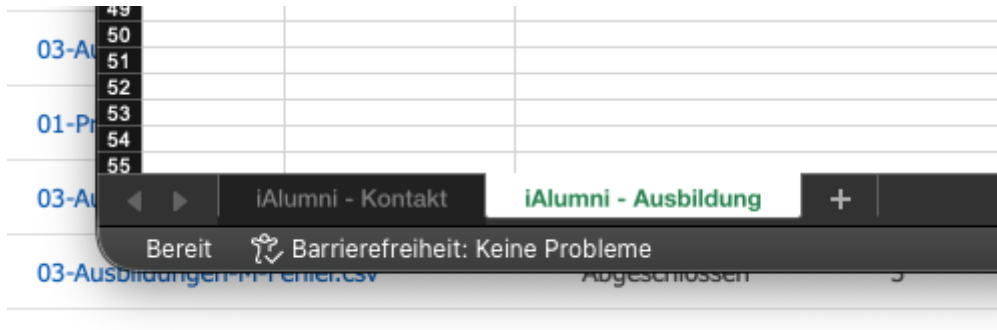 49
50
03-Au
51
52
53
01-Pr
54
55
03-Au
iAlumni - Kontakt iAlumni - Ausbildung +
Bereit Barrierefreiheit: Keine Probleme
03-Ausbildungen-M-Fehler.csv Abgeschlossen